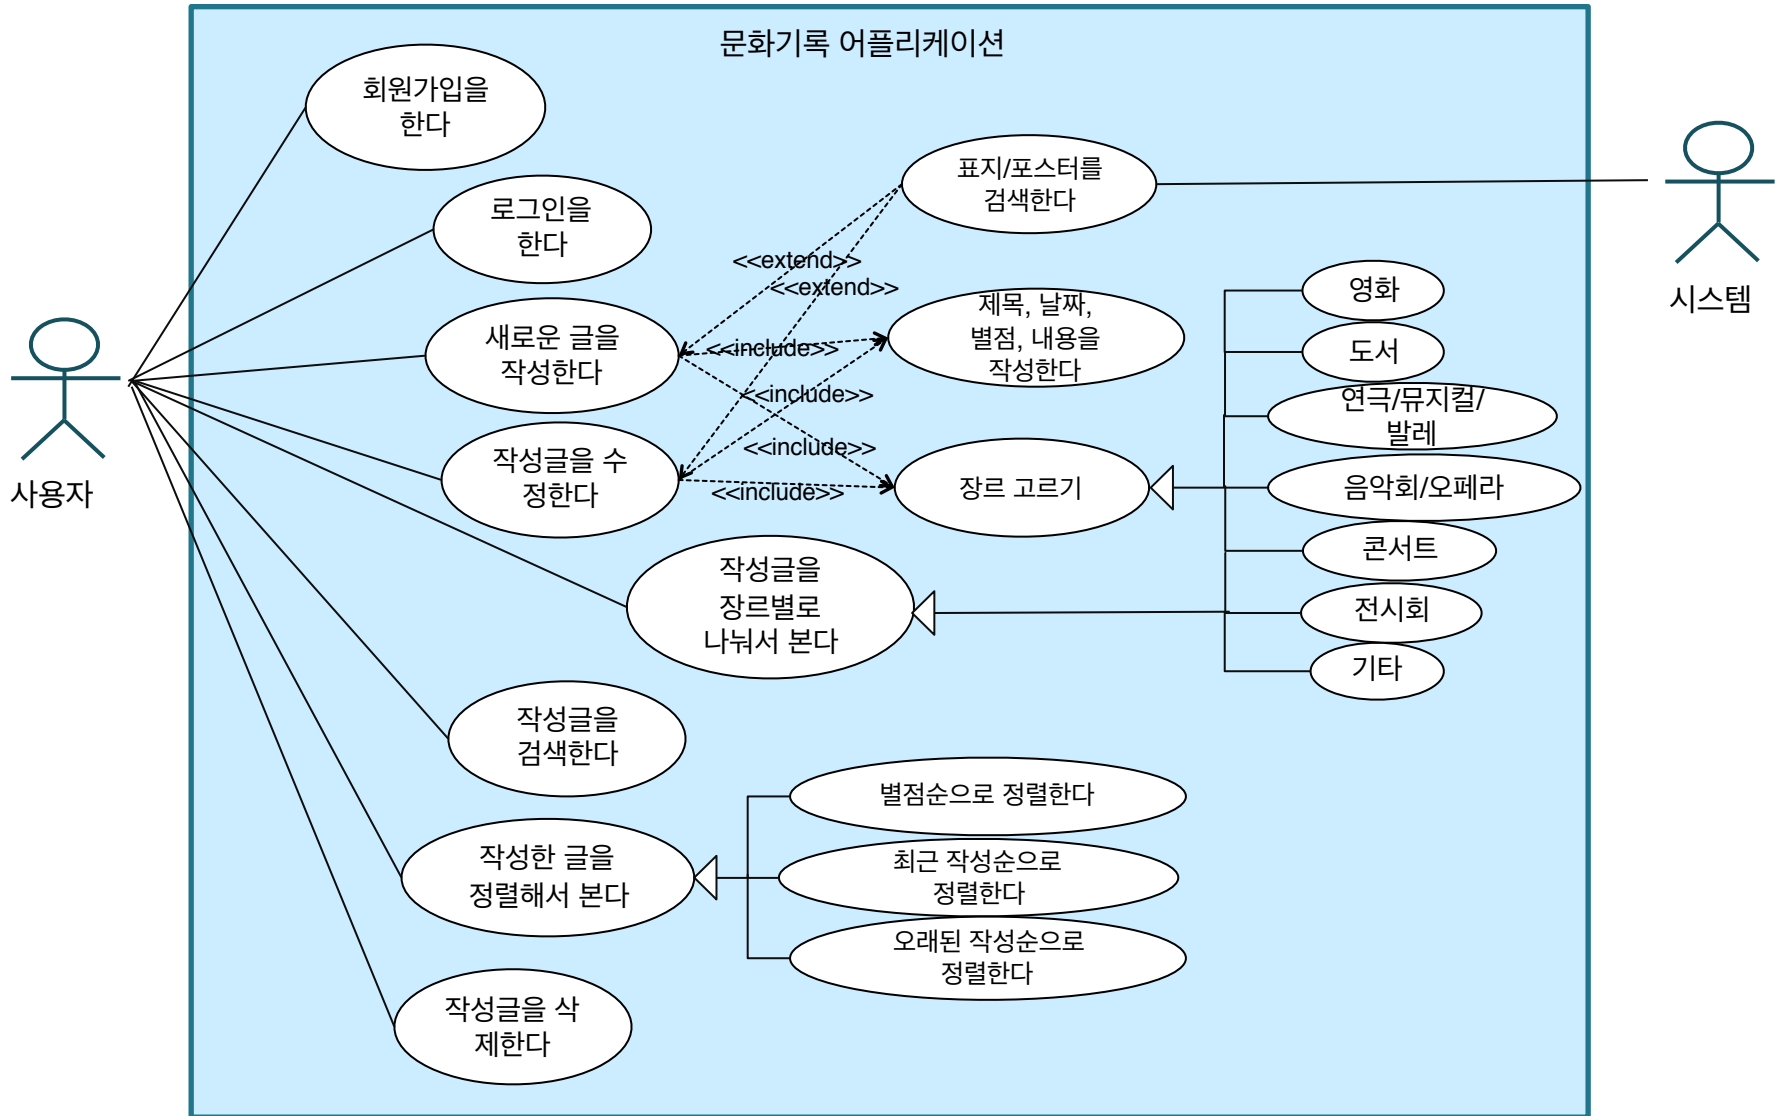 문화기록 어플리케이션
회원가입을
한다
로그인을
한다
새로운 글을
작성한다
작성글을 수
정한다
작성글을
장르별로
나눠서 본다
작성글을
검색한다
작성한 글을
정렬해서 본다
작성글을 삭
제한다
사용자
<<extend>>
<<extend>>
<<include>>
<<include>>
<<include>>
<<include>>
표지/포스터를
검색한다
제목, 날짜,
별점, 내용을
작성한다
장르 고르기
영화
도서
연극/뮤지컬/
발레
음악회/오페라
콘서트
전시회
기타
별점순으로 정렬한다
최근 작성순으로
정렬한다
오래된 작성순으로
정렬한다
시스템